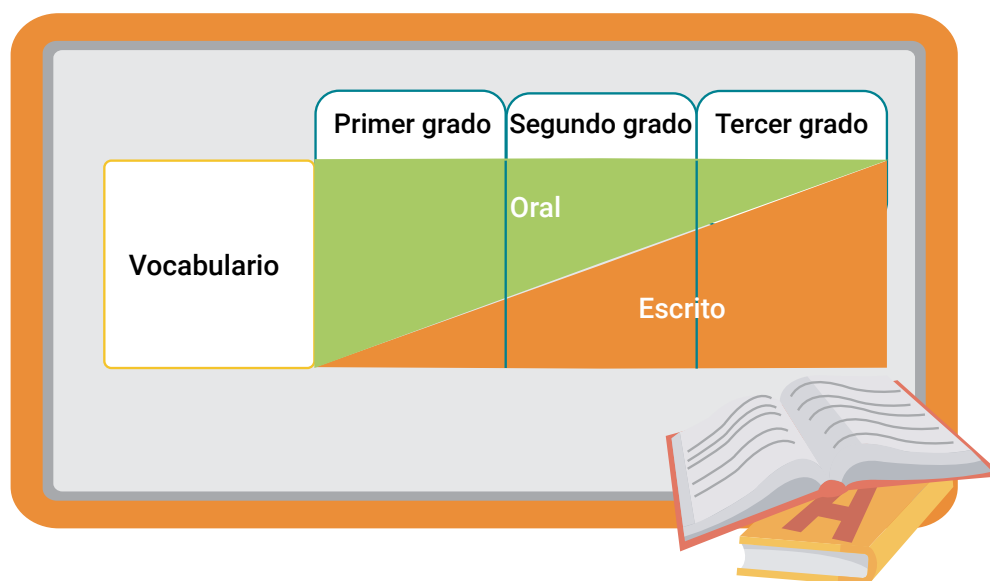 Primer grado
Segundo grado
Tercer grado
Vocabulario
Oral
Escrito
A